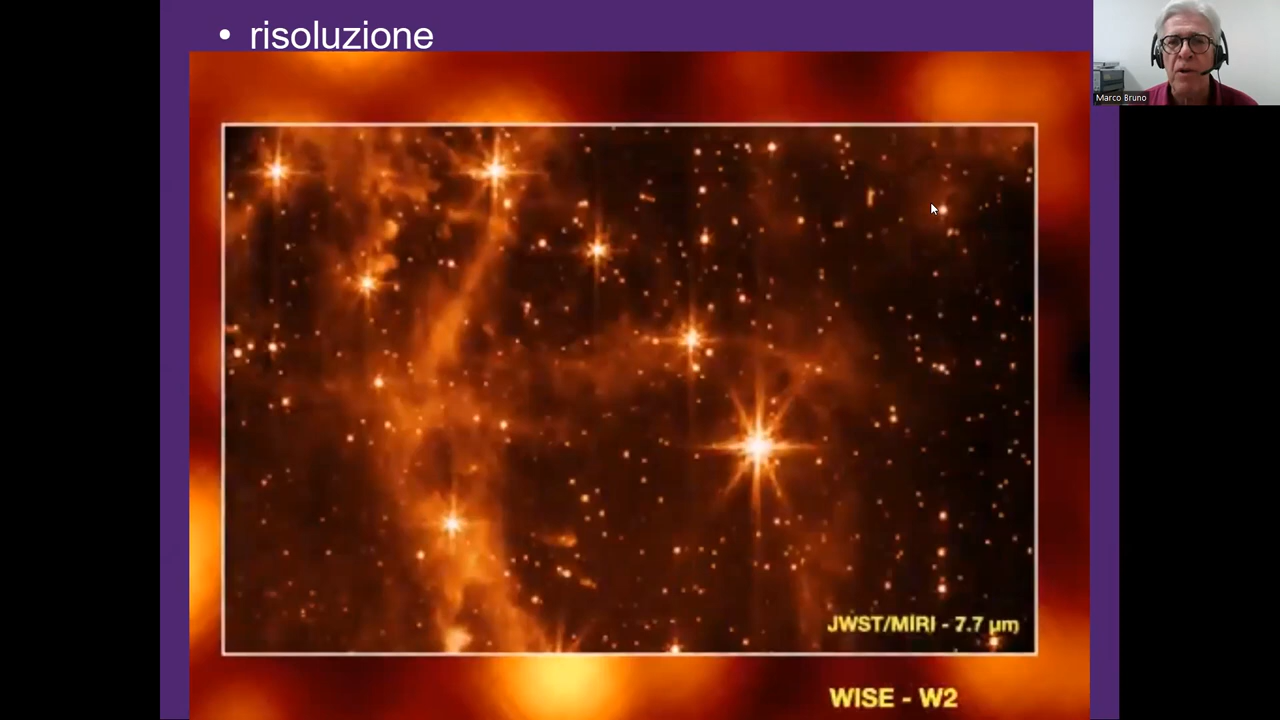 • risoluzione
Marco Bruno
JWST/MIRI - 7.7 µm
WISE - W2